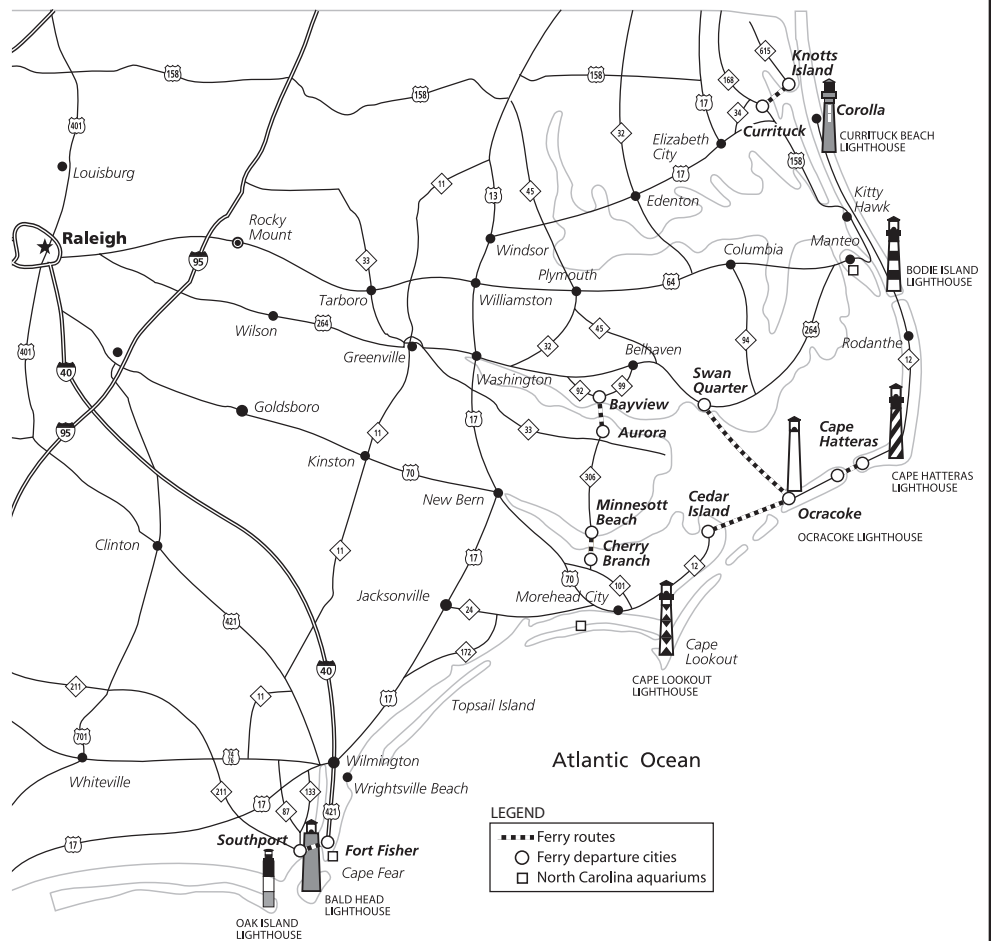 615
Knotts
Island
158
168
158
158
17
34
Corolla
401
CURRITUCK BEACH
LIGHTHOUSE
Currituck
32
Elizabeth
City
158
Louisburg
11
45
17
13
Edenton
Kitty
Hawk
Rocky
Mount
Raleigh
Windsor
Columbia
Manteo
95
33
Plymouth
BODIE ISLAND
LIGHTHOUSE
64
Tarboro
Williamston
264
Wilson
45
264
401
32
94
Rodanthe
Greenville
Belhaven
12
40
Washington
Swan
Quarter
92
99
Bayview
Goldsboro
17
33
Aurora
Cape
Hatteras
95
11
Kinston
70
306
CAPE HATTERAS
LIGHTHOUSE
New Bern
Minnesott
Beach
Cedar
Island
Ocracoke
OCRACOKE LIGHTHOUSE
Clinton
11
17
Cherry
Branch
12
70
101
Jacksonville
24
Morehead City
421
172
Cape
Lookout
40
CAPE LOOKOUT
LIGHTHOUSE
211
11
17
Topsail Island
701
74
76
Wilmington
Atlantic Ocean
Whiteville
Wrightsville Beach
211
133
17
87
421
LEGEND
Ferry routes
Ferry departure cities
North Carolina aquariums
17
Southport
Fort Fisher
Cape Fear
BALD HEAD
LIGHTHOUSE
OAK ISLAND
LIGHTHOUSE